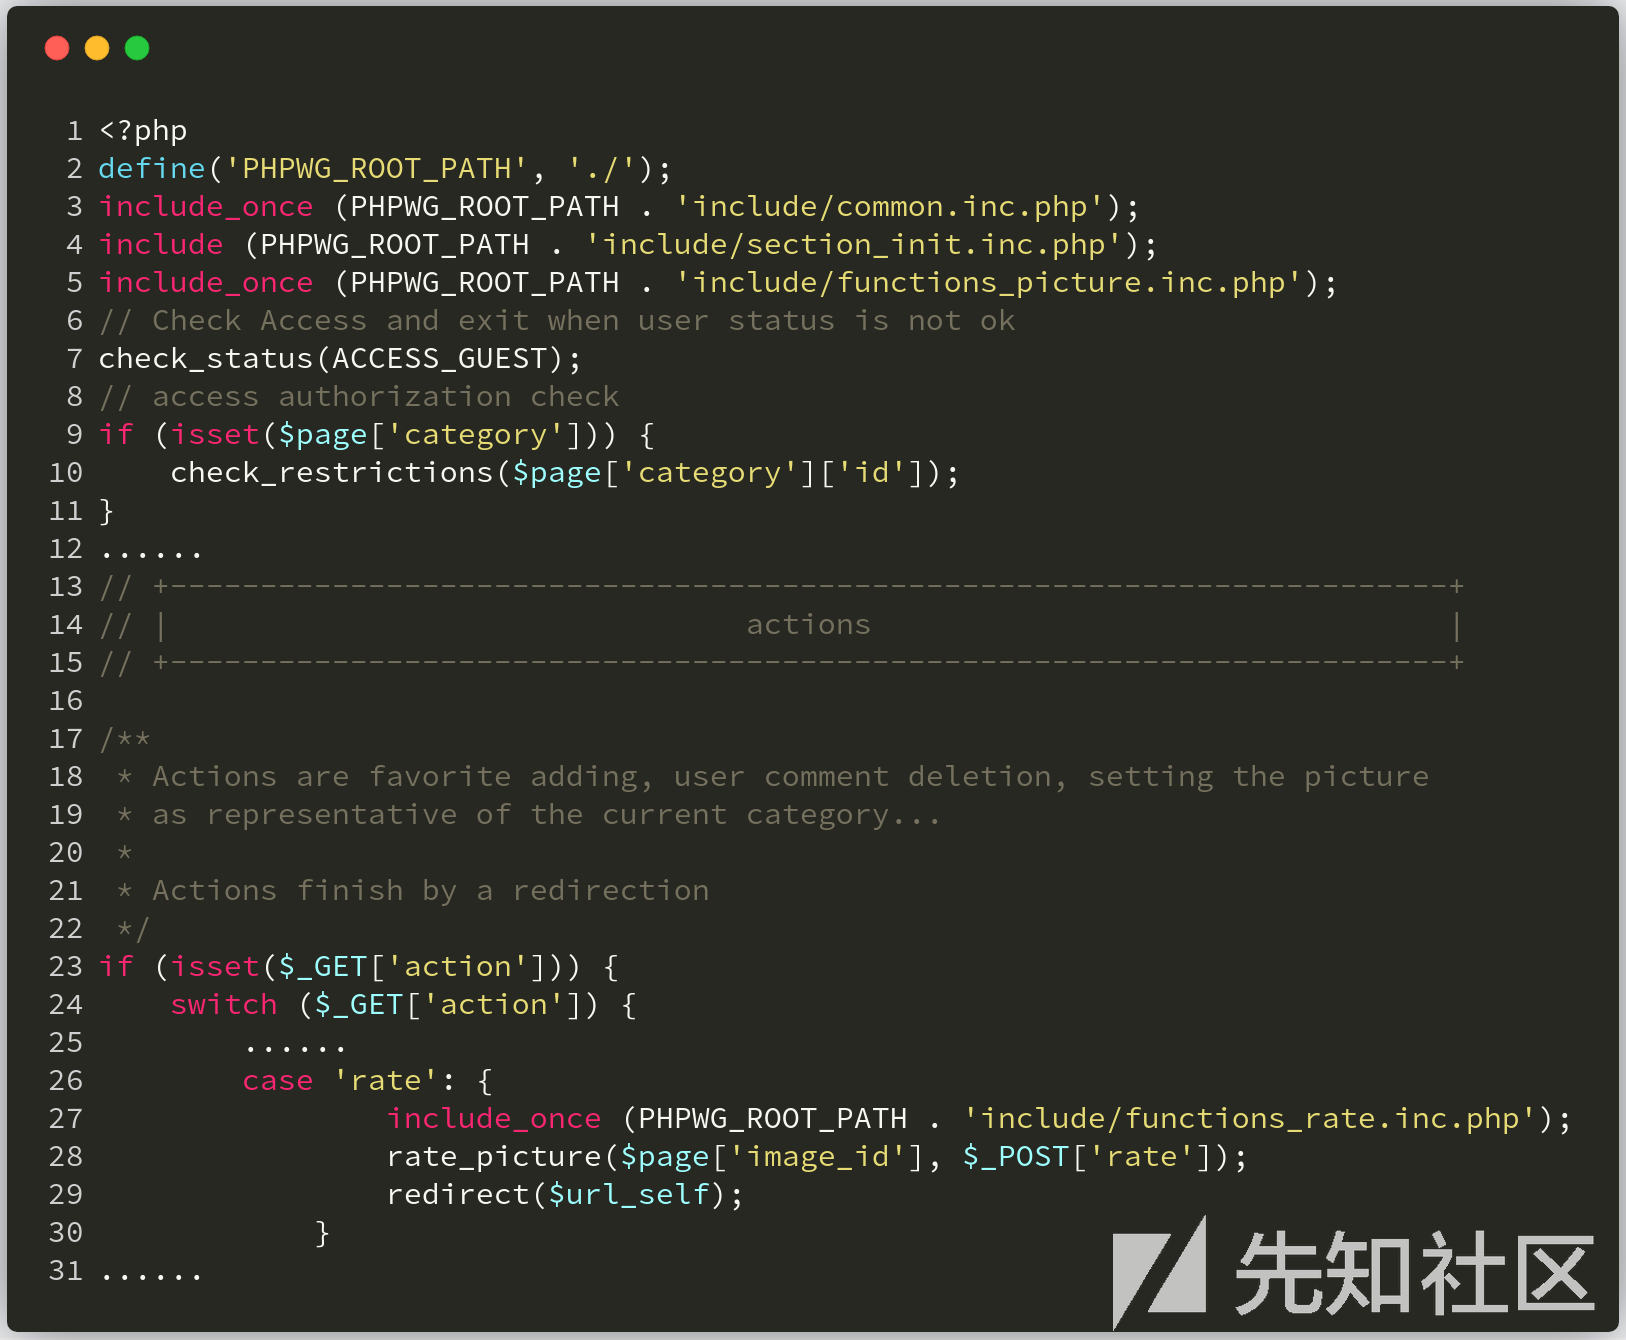 1 <?php
2 define('PHPWG_ROOT_PATH', './');
3 include_once (PHPWG_ROOT_PATH . 'include/common.inc.php');
4 include (PHPWG_ROOT_PATH . 'include/section_init.inc.php');
5 include_once (PHPWG_ROOT_PATH . 'include/functions_picture.inc.php');
6 // Check Access and exit when user status is not ok
7 check_status(ACCESS_GUEST);
8 // access authorization check
9 if (isset($page['category'])) {
10     check_restrictions($page['category']['id']);
11 }
12 ......
13 // +-----------------------------------------------------------------------+
14 // |                                actions                                |
15 // +-----------------------------------------------------------------------+
16
17 /**
18  * Actions are favorite adding, user comment deletion, setting the picture
19  * as representative of the current category...
20  *
21  * Actions finish by a redirection
22  */
23 if (isset($_GET['action'])) {
24     switch ($_GET['action']) {
25         ......
26         case 'rate': {
27                 include_once (PHPWG_ROOT_PATH . 'include/functions_rate.inc.php');
28                 rate_picture($page['image_id'], $_POST['rate']);
29                 redirect($url_self);
30             }
31 ......
先知社区